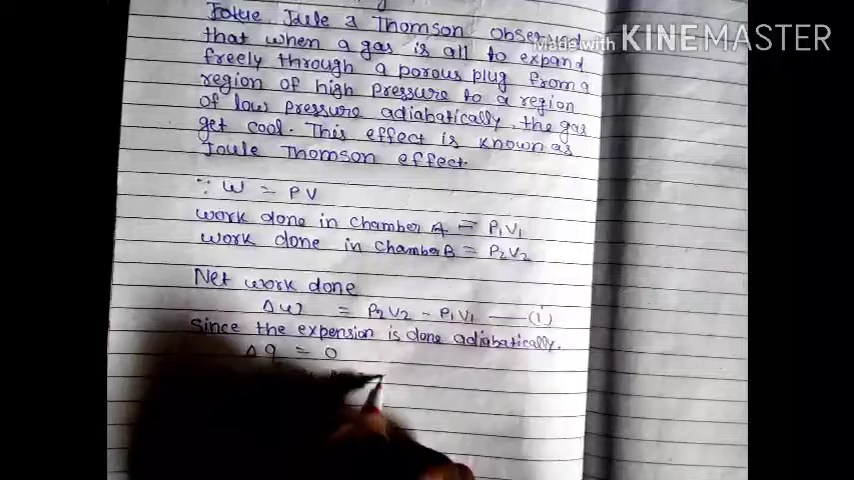 Joule & Thomson observed
that when a gas is all to expand
freely through a porous plug from a
region of high pressure to a region
of low pressure adiabatically, the gas
get cool. This effect is known as
Joule Thomson effect.
∵ W = PV
work done in chamber A = P₁V₁
work done in chamber B = P₂V₂
Net work done
Δw = P₂V₂ - P₁V₁ —— (i)
Since the expension is done adiabatically.
Δq = 0
Made with KINEMASTER